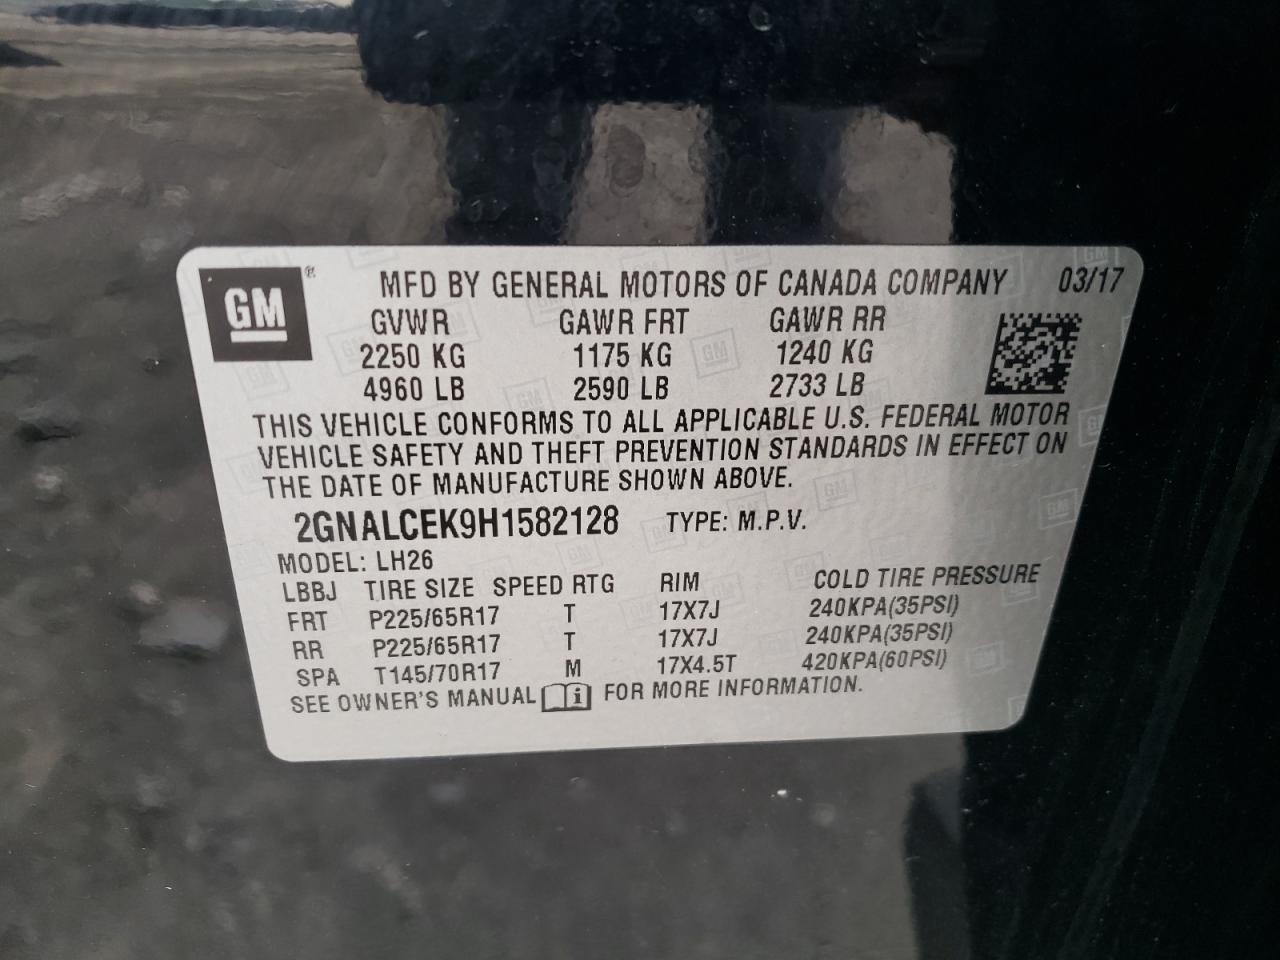 GM ® MFD BY GENERAL MOTORS OF CANADA COMPANY 03/17
GVWR GAWR FRT GAWR RR
2250 KG 1175 KG 1240 KG
4960 LB 2590 LB 2733 LB
THIS VEHICLE CONFORMS TO ALL APPLICABLE U.S. FEDERAL MOTOR
VEHICLE SAFETY AND THEFT PREVENTION STANDARDS IN EFFECT ON
THE DATE OF MANUFACTURE SHOWN ABOVE.
2GNALCEK9H1582128 TYPE: M.P.V.
MODEL: LH26
LBBJ TIRE SIZE SPEED RTG RIM COLD TIRE PRESSURE
FRT P225/65R17 T 17X7J 240KPA(35PSI)
RR P225/65R17 T 17X7J 240KPA(35PSI)
SPA T145/70R17 M 17X4.5T 420KPA(60PSI)
SEE OWNER'S MANUAL i FOR MORE INFORMATION.